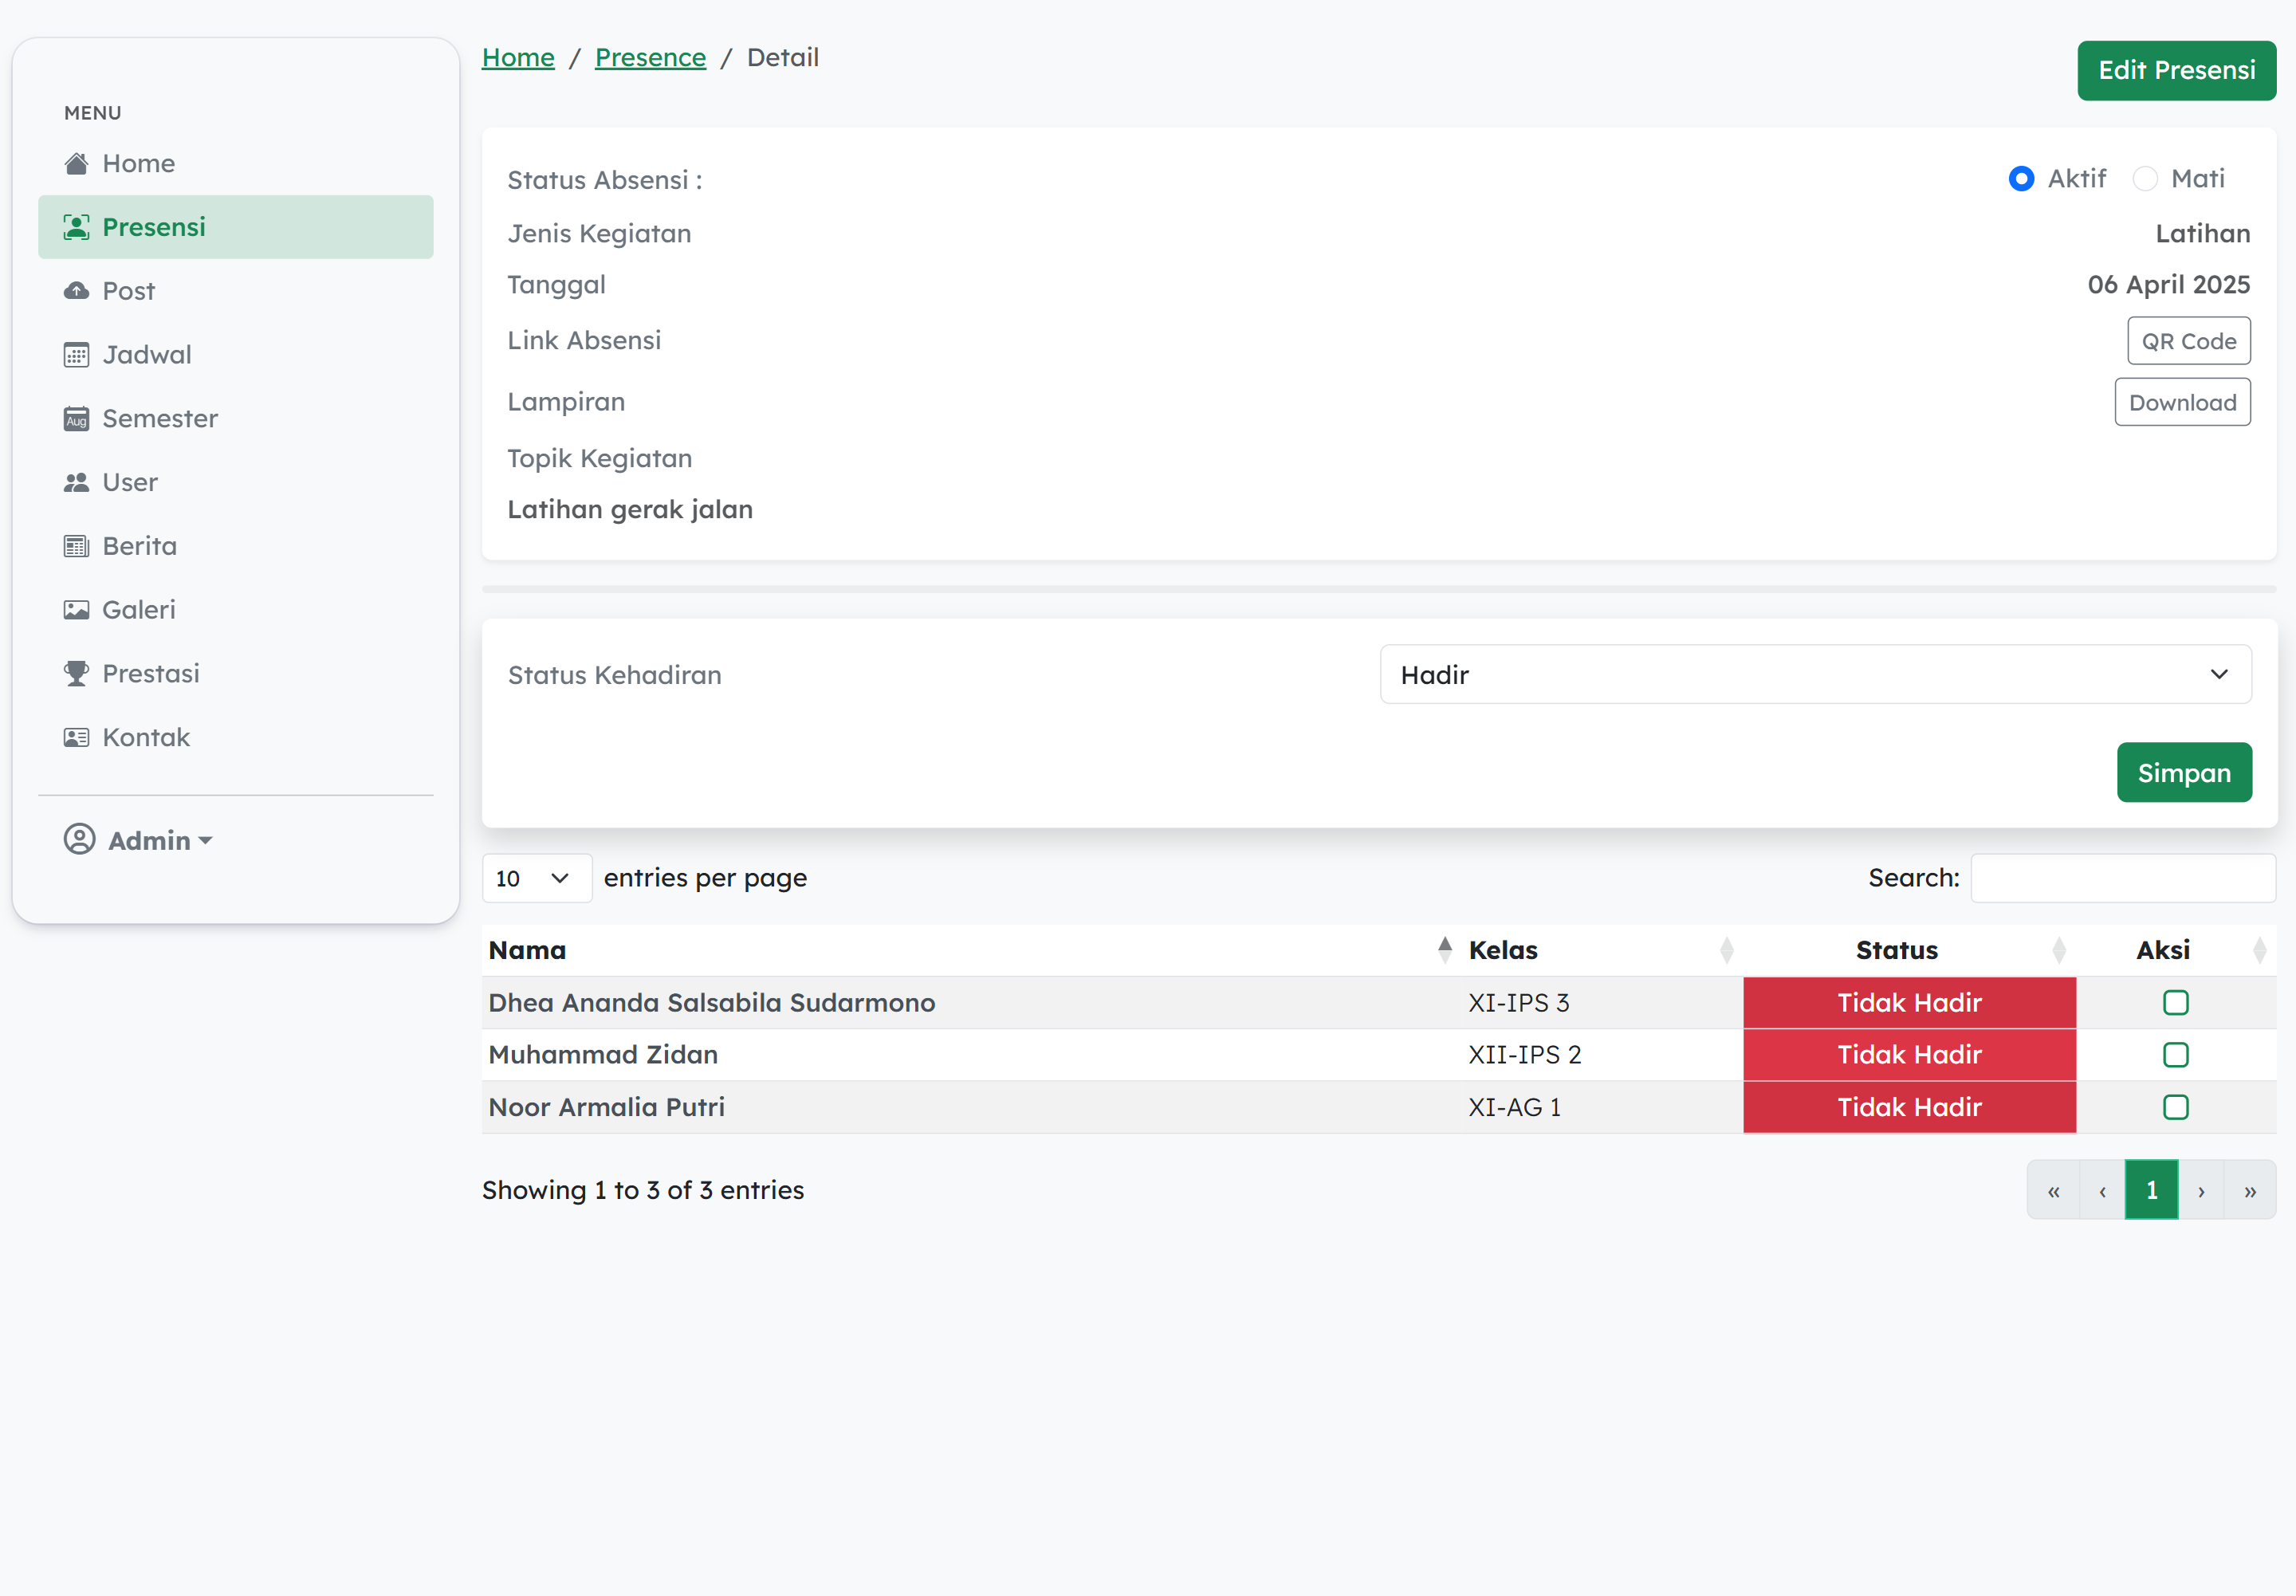 MENU
Home
Presensi
Post
Jadwal
Aug
Semester
User
Berita
Galeri
Prestasi
Kontak
Admin
Home / Presence / Detail
Edit Presensi
Status Absensi : Aktif Mati
Jenis Kegiatan Latihan
Tanggal 06 April 2025
Link Absensi QR Code
Lampiran Download
Topik Kegiatan
Latihan gerak jalan
Status Kehadiran Hadir
Simpan
10 entries per page Search:
Nama Kelas Status Aksi
Dhea Ananda Salsabila Sudarmono XI-IPS 3 Tidak Hadir
Muhammad Zidan XII-IPS 2 Tidak Hadir
Noor Armalia Putri XI-AG 1 Tidak Hadir
Showing 1 to 3 of 3 entries « ‹ 1 › »